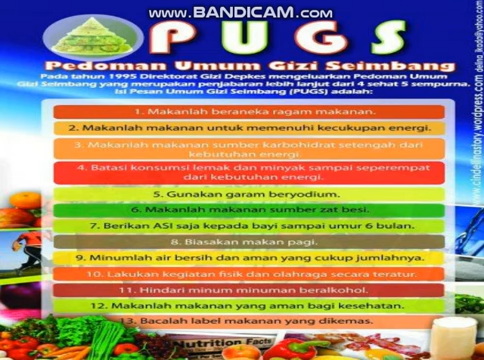 www.BANDICAM.com
PUGS
Pedoman Umum Gizi Seimbang
Pada tahun 1995 Direktorat Gizi Depkes mengeluarkan Pedoman Umum
Gizi Seimbang yang merupakan penjabaran lebih lanjut dari 4 sehat 5 sempurna.
Isi Pesan Umum Gizi Seimbang (PUGS) adalah:
1. Makanlah beraneka ragam makanan.
2. Makanlah makanan untuk memenuhi kecukupan energi.
3. Makanlah makanan sumber karbohidrat setengah dari
kebutuhan energi.
4. Batasi konsumsi lemak dan minyak sampai seperempat
dari kebutuhan energi.
5. Gunakan garam beryodium.
6. Makanlah makanan sumber zat besi.
7. Berikan ASI saja kepada bayi sampai umur 6 bulan.
8. Biasakan makan pagi.
9. Minumlah air bersih dan aman yang cukup jumlahnya.
10. Lakukan kegiatan fisik dan olahraga secara teratur.
11. Hindari minum minuman beralkohol.
12. Makanlah makanan yang aman bagi kesehatan.
13. Bacalah label makanan yang dikemas.
Nutrition Facts